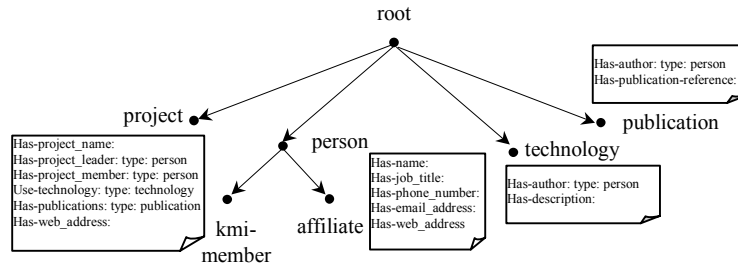 root
Has-author: type: person
Has-publication-reference:
project
person
publication
technology
Has-project_name:
Has-project_leader: type: person
Has-project_member: type: person
Use-technology: type: technology
Has-publications: type: publication
Has-web_address:
Has-name:
Has-job_title:
Has-phone_number:
Has-email_address:
Has-web_address
Has-author: type: person
Has-description:
kmi-
member
affiliate